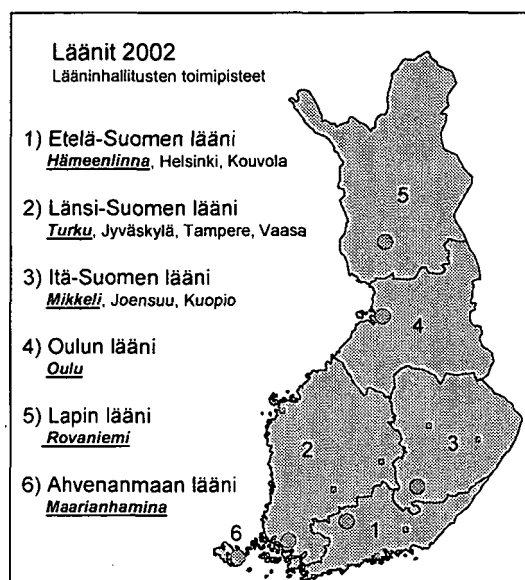 Läänit 2002
Lääninhallitusten toimipisteet
1) Etelä-Suomen lääni
Hämeenlinna, Helsinki, Kouvola
2) Länsi-Suomen lääni
Turku, Jyväskylä, Tampere, Vaasa
3) Itä-Suomen lääni
Mikkeli, Joensuu, Kuopio
4) Oulun lääni
Oulu
5) Lapin lääni
Rovaniemi
6) Ahvenanmaan lääni
Maarianhamina
5
4
2
3
6
1